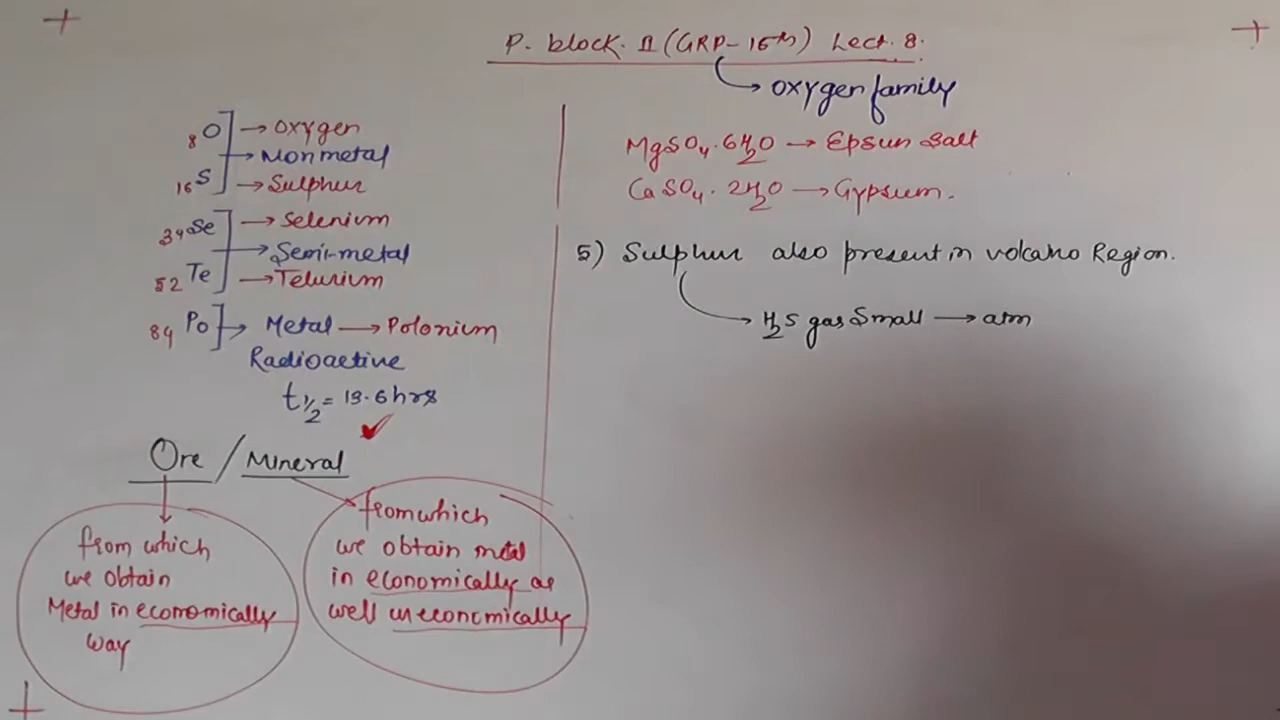 P. block. II (GRP- 16th) Lect. 8.
oxygen family
8O → oxygen
→ Nonmetal
16S → Sulphur
34Se → Selenium
→ Semi-metal
52Te → Telurium
84Po → Metal → Polonium
Radioactive
t1/2 = 13.6 hrs
Ore / Mineral
from which
we obtain
Metal in economically
way
from which
we obtain metal
in economically as
well uneconomically
MgSO4. 6H2O → Epsun Salt
CaSO4. 2H2O → Gypsum.
5) Sulphur also present in volcano Region.
→ H2S gas Small → atm